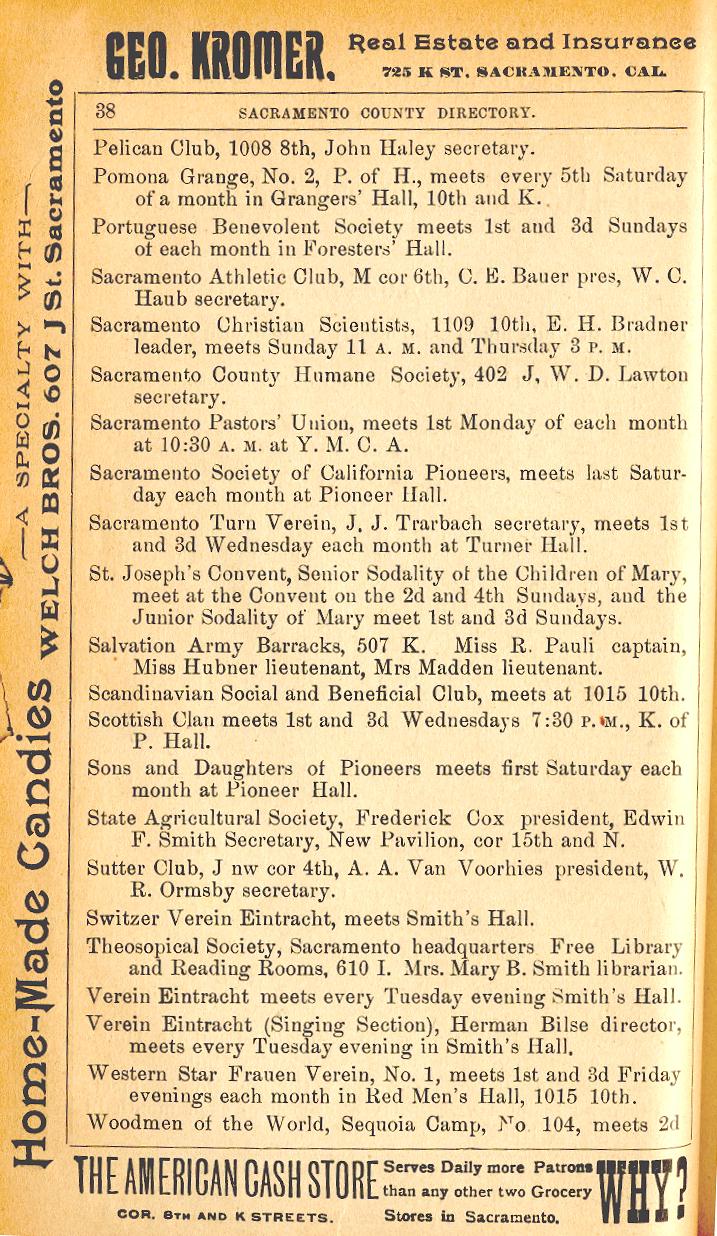 GEO. KROMER. Real Estate and Insurance
725 K ST. SACRAMENTO. CAL.
38 SACRAMENTO COUNTY DIRECTORY.
Pelican Club, 1008 8th, John Haley secretary.
Pomona Grange, No. 2, P. of H., meets every 5th Saturday
of a month in Grangers' Hall, 10th and K.
Portuguese Benevolent Society meets 1st and 3d Sundays
of each month in Foresters' Hall.
Sacramento Athletic Club, M cor 6th, C. E. Bauer pres, W. C.
Haub secretary.
Sacramento Christian Scientists, 1109 10th, E. H. Bradner
leader, meets Sunday 11 A. M. and Thursday 3 P. M.
Sacramento County Humane Society, 402 J, W. D. Lawton
secretary.
Sacramento Pastors' Union, meets 1st Monday of each month
at 10:30 A. M. at Y. M. C. A.
Sacramento Society of California Pioneers, meets last Satur-
day each month at Pioneer Hall.
Sacramento Turn Verein, J. J. Trarbach secretary, meets 1st
and 3d Wednesday each month at Turner Hall.
St. Joseph's Convent, Senior Sodality of the Children of Mary,
meet at the Convent on the 2d and 4th Sundays, and the
Junior Sodality of Mary meet 1st and 3d Sundays.
Salvation Army Barracks, 507 K. Miss R. Pauli captain,
Miss Hubner lieutenant, Mrs Madden lieutenant.
Scandinavian Social and Beneficial Club, meets at 1015 10th.
Scottish Clan meets 1st and 3d Wednesdays 7:30 P. M., K. of
P. Hall.
Sons and Daughters of Pioneers meets first Saturday each
month at Pioneer Hall.
State Agricultural Society, Frederick Cox president, Edwin
F. Smith Secretary, New Pavilion, cor 15th and N.
Sutter Club, J nw cor 4th, A. A. Van Voorhies president, W.
R. Ormsby secretary.
Switzer Verein Eintracht, meets Smith's Hall.
Theosopical Society, Sacramento headquarters Free Library
and Reading Rooms, 610 I. Mrs. Mary B. Smith librarian.
Verein Eintracht meets every Tuesday evening Smith's Hall.
Verein Eintracht (Singing Section), Herman Bilse director,
meets every Tuesday evening in Smith's Hall.
Western Star Frauen Verein, No. 1, meets 1st and 3d Friday
evenings each month in Red Men's Hall, 1015 10th.
Woodmen of the World, Sequoia Camp, No. 104, meets 2d
THE AMERICAN CASH STORE
COR. 8TH AND K STREETS.
Serves Daily more Patrons
than any other two Grocery
Stores in Sacramento.
WHY?
Home-Made Candies
—A SPECIALTY WITH—
WELCH BROS. 607 J St. Sacramento